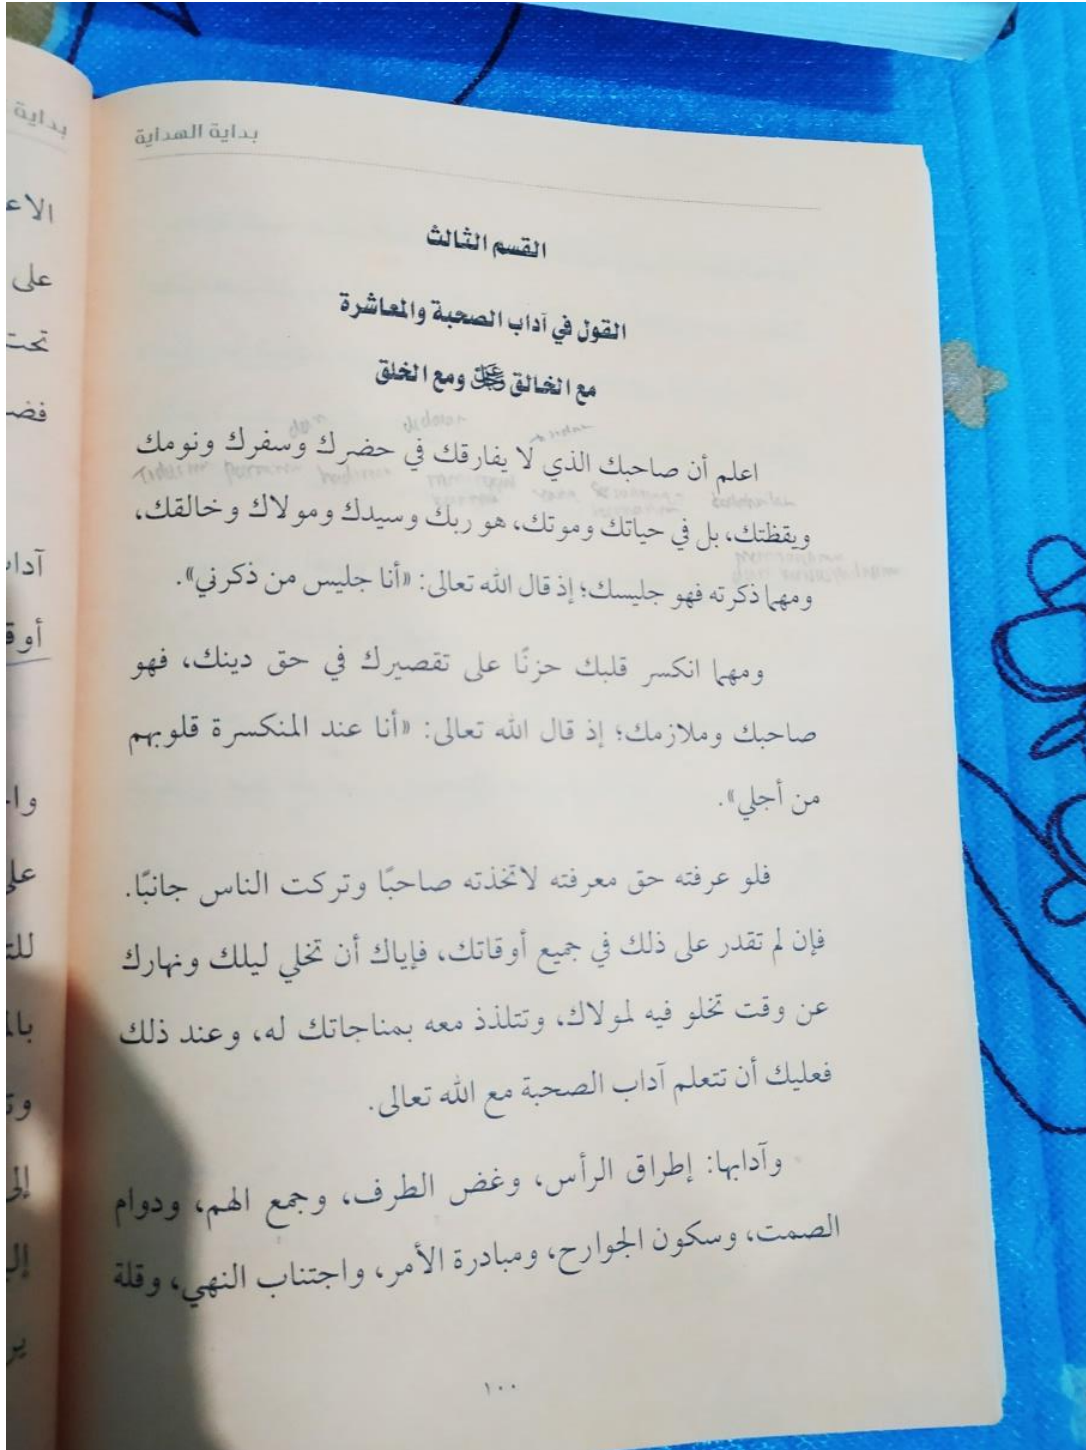 بداية الهداية
القسم الثالث
القول في آداب الصحبة والمعاشرة
مع الخالق ﷻ ومع الخلق
اعلم أن صاحبك الذي لا يفارقك في حضرك وسفرك ونومك
ويقظتك، بل في حياتك وموتك، هو ربك وسيدك ومولاك وخالقك،
ومهما ذكرته فهو جليسك؛ إذ قال الله تعالى: «أنا جليس من ذكرني».
ومهما انكسر قلبك حزنًا على تقصيرك في حق دينك، فهو
صاحبك وملازمك؛ إذ قال الله تعالى: «أنا عند المنكسرة قلوبهم
من أجلي».
فلو عرفته حق معرفته لاتخذته صاحبًا وتركت الناس جانبًا.
فإن لم تقدر على ذلك في جميع أوقاتك، فإياك أن تخلي ليلك ونهارك
عن وقت تخلو فيه لمولاك، وتتلذذ معه بمناجاتك له، وعند ذلك
فعليك أن تتعلم آداب الصحبة مع الله تعالى.
وآدابها: إطراق الرأس، وغض الطرف، وجمع الهم، ودوام
الصمت، وسكون الجوارح، ومبادرة الأمر، واجتناب النهي، وقلة
١٠٠
بداية
على